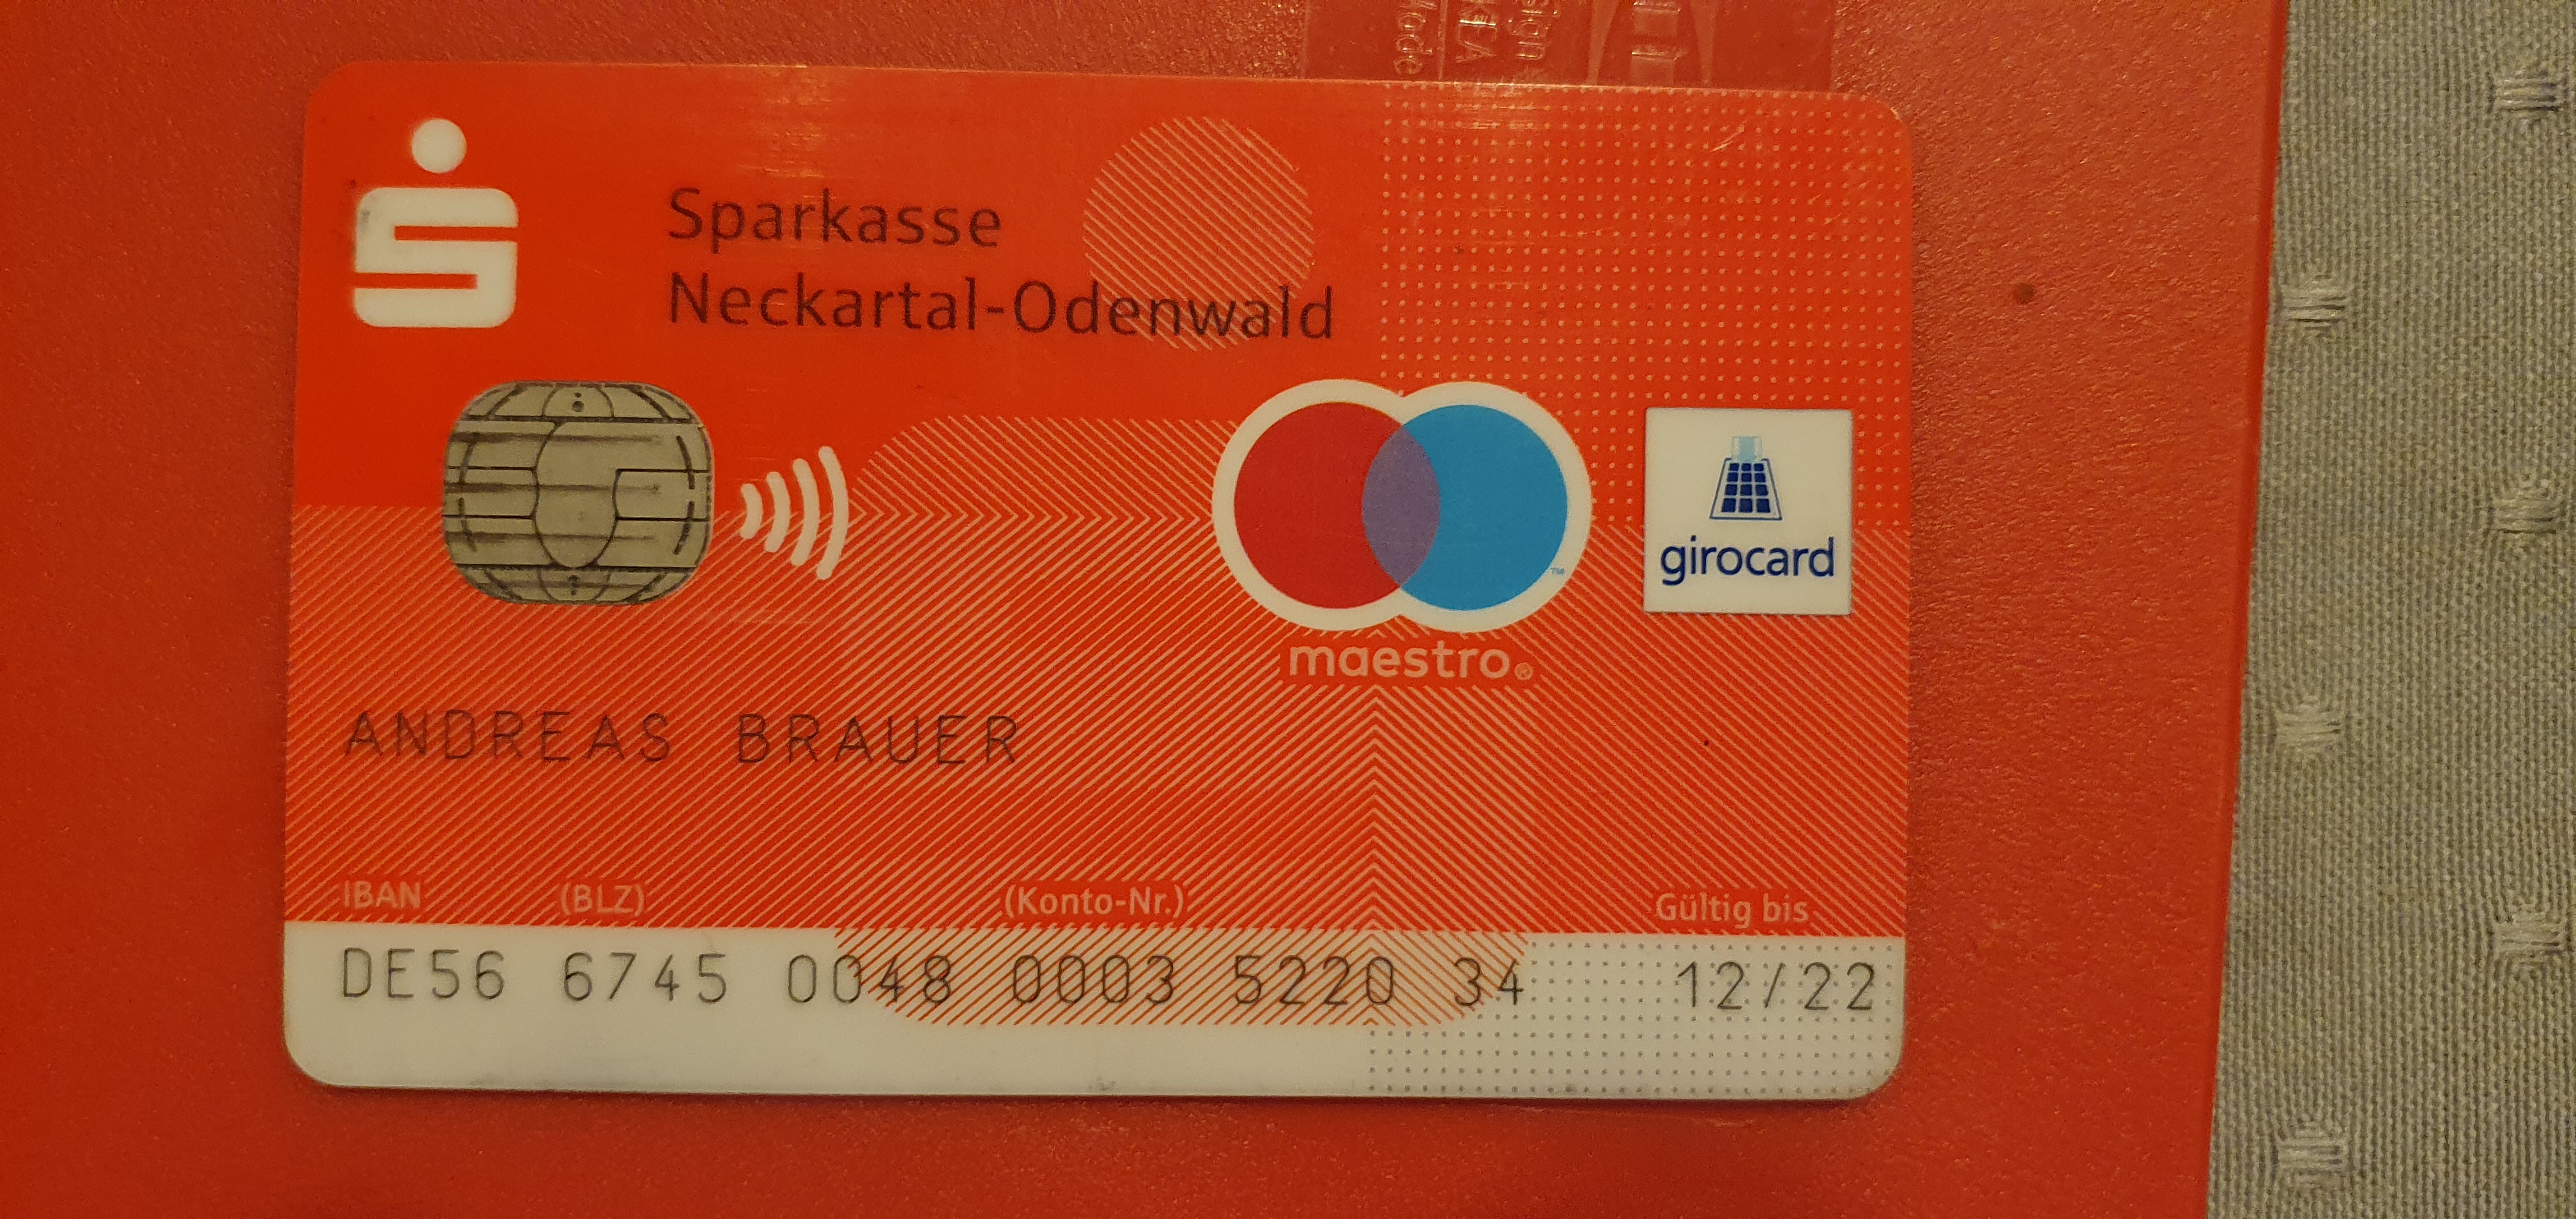 Sparkasse
Neckartal-Odenwald
girocard
maestro®
ANDREAS BRAUER
IBAN (BLZ) (Konto-Nr.) Gültig bis
DE56 6745 0048 0003 5220 34 12/22